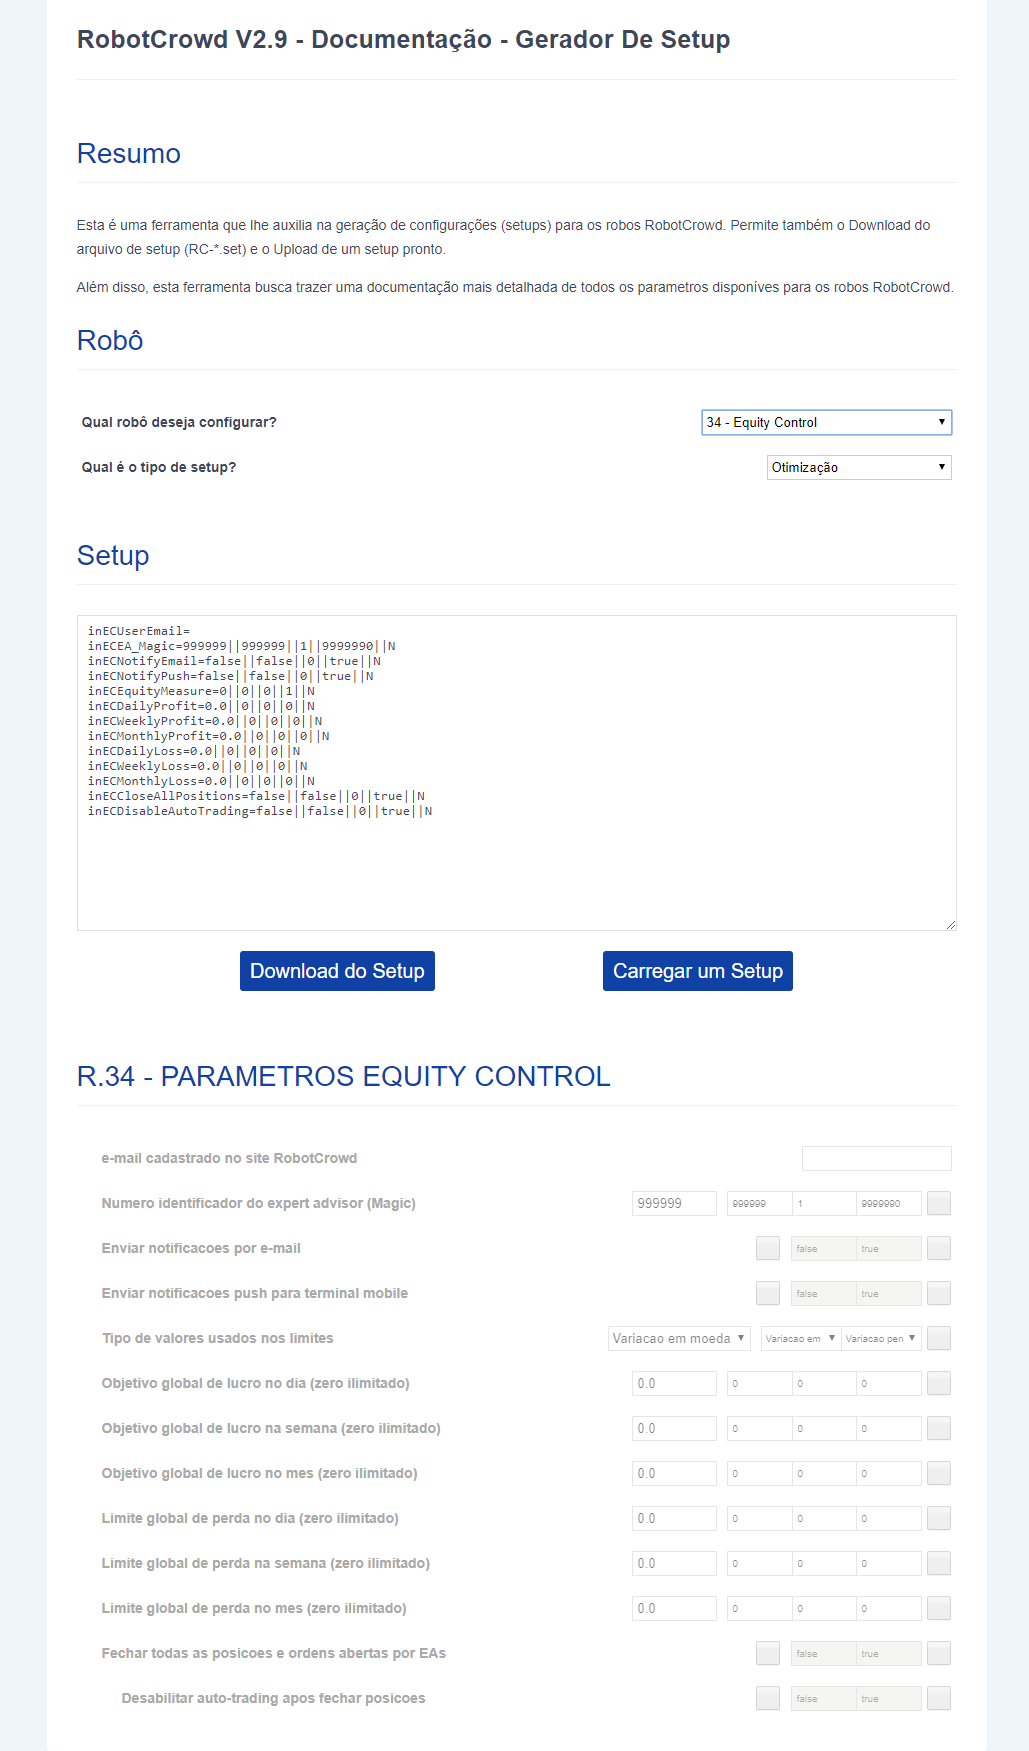 RobotCrowd V2.9 - Documentação - Gerador De Setup
Resumo
Esta é uma ferramenta que lhe auxilia na geração de configurações (setups) para os robos RobotCrowd. Permite também o Download do
arquivo de setup (RC-*.set) e o Upload de um setup pronto.
Além disso, esta ferramenta busca trazer uma documentação mais detalhada de todos os parametros disponíves para os robos RobotCrowd.
Robô
Qual robô deseja configurar? 34 - Equity Control
Qual é o tipo de setup? Otimização
Setup
inECUserEmail=
inECEA_Magic=999999||999999||1||9999990||N
inECNotifyEmail=false||false||0||true||N
inECNotifyPush=false||false||0||true||N
inECEquityMeasure=0||0||0||1||N
inECDailyProfit=0.0||0||0||0||N
inECWeeklyProfit=0.0||0||0||0||N
inECMonthlyProfit=0.0||0||0||0||N
inECDailyLoss=0.0||0||0||0||N
inECWeeklyLoss=0.0||0||0||0||N
inECMonthlyLoss=0.0||0||0||0||N
inECCloseAllPositions=false||false||0||true||N
inECDisableAutoTrading=false||false||0||true||N
Download do Setup Carregar um Setup
R.34 - PARAMETROS EQUITY CONTROL
e-mail cadastrado no site RobotCrowd
Numero identificador do expert advisor (Magic) 999999 999999 1 9999990
Enviar notificacoes por e-mail false true
Enviar notificacoes push para terminal mobile false true
Tipo de valores usados nos limites Variacao em moeda Variacao em Variacao per
Objetivo global de lucro no dia (zero ilimitado) 0.0 0 0 0
Objetivo global de lucro na semana (zero ilimitado) 0.0 0 0 0
Objetivo global de lucro no mes (zero ilimitado) 0.0 0 0 0
Limite global de perda no dia (zero ilimitado) 0.0 0 0 0
Limite global de perda na semana (zero ilimitado) 0.0 0 0 0
Limite global de perda no mes (zero ilimitado) 0.0 0 0 0
Fechar todas as posicoes e ordens abertas por EAs false true
Desabilitar auto-trading apos fechar posicoes false true